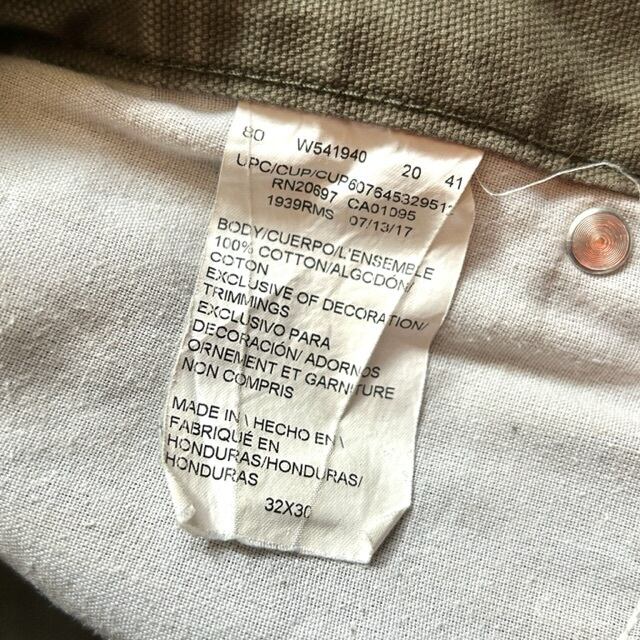 80 W541940 20 41
UPC/CUP/CUP607645329512
RN20697 CA01095
1939RMS 07/13/17
BODY/CUERPO/L'ENSEMBLE
100% COTTON/ALGODÓN/
COTON
EXCLUSIVE OF DECORATION/
TRIMMINGS
EXCLUSIVO PARA
DECORACIÓN/ ADORNOS
ORNEMENT ET GARNITURE
NON COMPRIS
MADE IN \ HECHO EN \
FABRIQUÉ EN
HONDURAS/HONDURAS/
HONDURAS
32X30